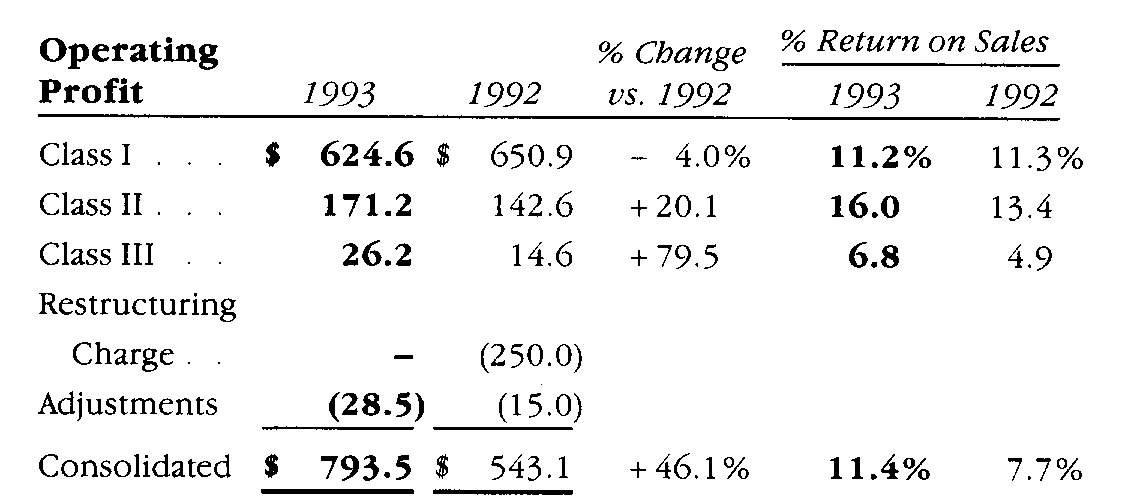 Operating % Change % Return on Sales
Profit 1993 1992 vs. 1992 1993 1992
Class I . . . $ 624.6 $ 650.9 – 4.0% 11.2% 11.3%
Class II . . . 171.2 142.6 +20.1 16.0 13.4
Class III . . 26.2 14.6 +79.5 6.8 4.9
Restructuring
Charge . . – (250.0)
Adjustments (28.5) (15.0)
Consolidated $ 793.5 $ 543.1 +46.1% 11.4% 7.7%